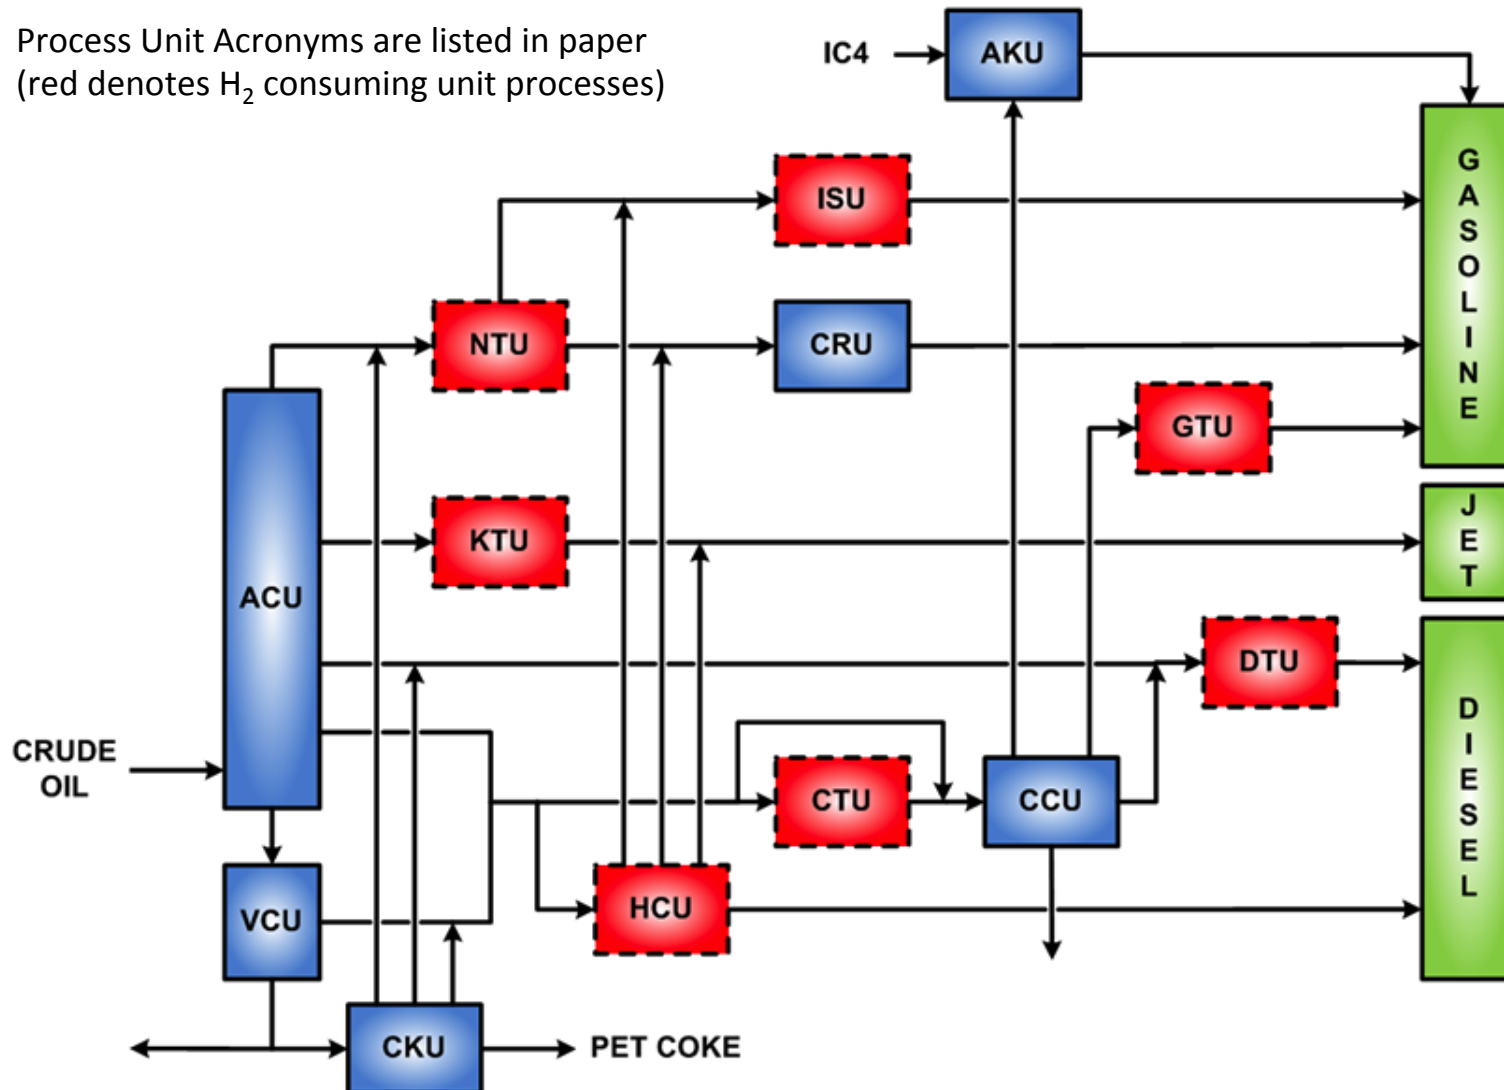 Process Unit Acronyms are listed in paper
(red denotes H₂ consuming unit processes)
IC4
AKU
ISU
NTU
CRU
GTU
KTU
ACU
DTU
CRUDE
OIL
CTU
CCU
VCU
HCU
CKU
PET COKE
GASOLINE
JET
DIESEL